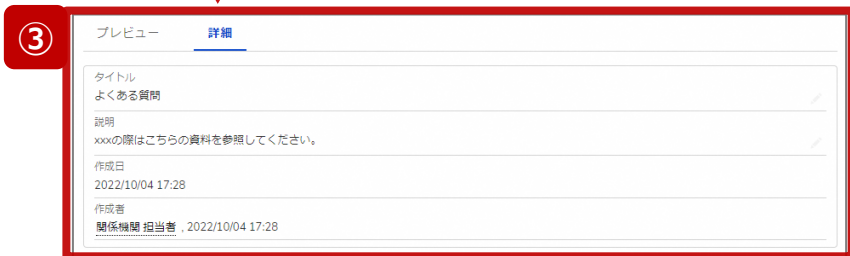 ③
プレビュー 詳細
タイトル
よくある質問
説明
xxxの際はこちらの資料を参照してください。
作成日
2022/10/04 17:28
作成者
関係機関 担当者 , 2022/10/04 17:28